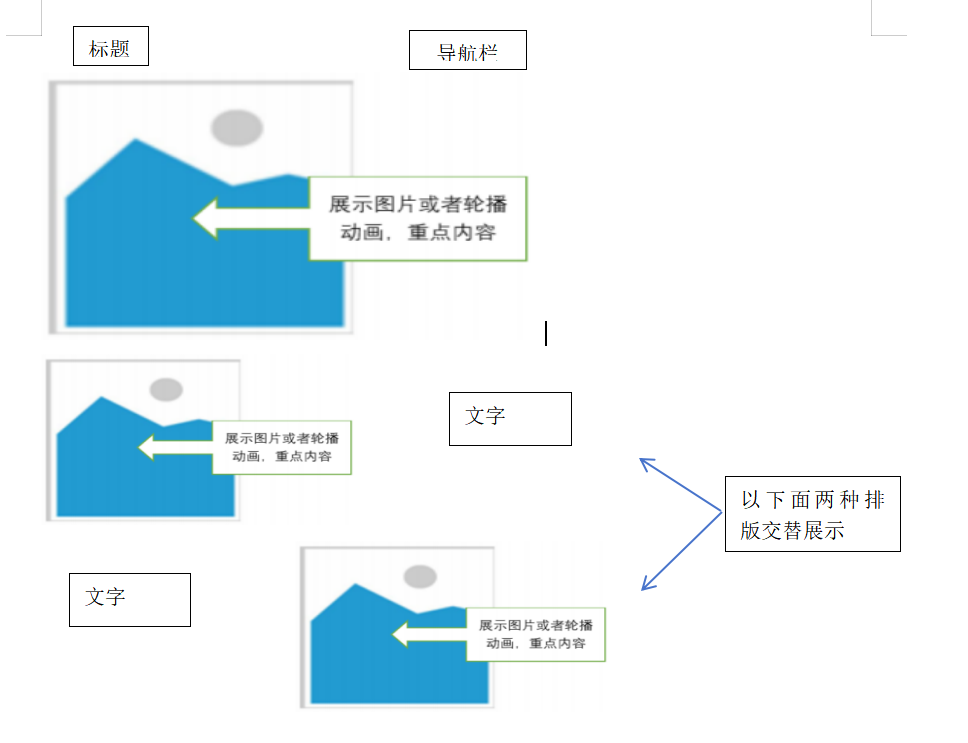 标题
导航栏
展示图片或者轮播
动画，重点内容
文字
展示图片或者轮播
动画，重点内容
以下面两种排
版交替展示
文字
展示图片或者轮播
动画，重点内容